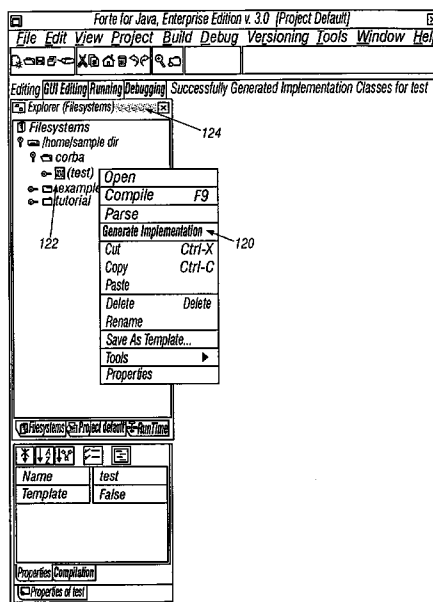 Forte for Java, Enterprise Edition v. 3.0 [Project Default]
File Edit View Project Build Debug Versioning Tools Window Hel
Editing GUI Editing Running Debugging Successfully Generated Implementation Classes for test
Explorer (Filesystems)
124
Filesystems
/home/sample dir
corba
(test)
example
tutorial
122
Open
Compile F9
Parse
Generate Implementation
120
Cut Ctrl-X
Copy Ctrl-C
Paste
Delete Delete
Rename
Save As Template...
Tools
Properties
Filesystems Project default RunTime
Name test
Template False
Properties Compilation
Properties of test